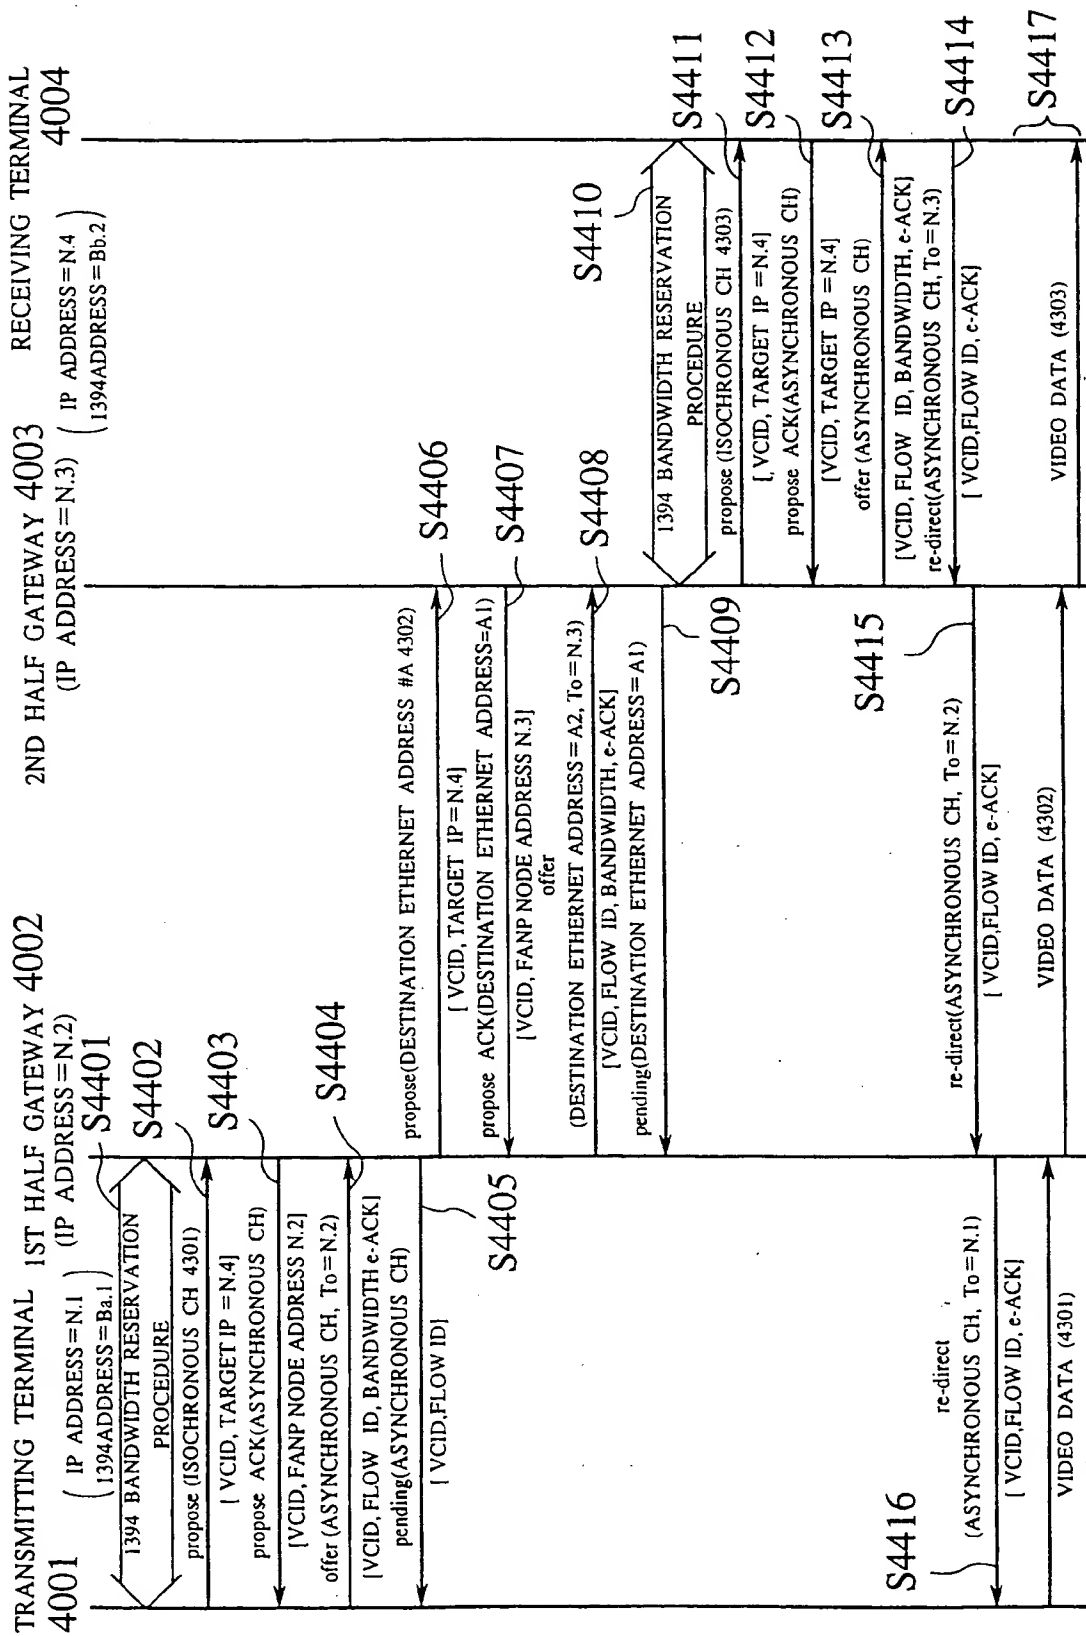 TRANSMITTING TERMINAL
4001
( IP ADDRESS=N.1
1394ADDRESS=Ba.1 )
1ST HALF GATEWAY 4002
(IP ADDRESS=N.2)
2ND HALF GATEWAY 4003
(IP ADDRESS=N.3)
RECEIVING TERMINAL
4004
( IP ADDRESS=N.4
1394ADDRESS=Bb.2 )
S4401
1394 BANDWIDTH RESERVATION
PROCEDURE
S4402
propose (ISOCHRONOUS CH 4301)
[ VCID, TARGET IP=N.4]
S4403
propose ACK(ASYNCHRONOUS CH)
[VCID, FANP NODE ADDRESS N.2]
S4404
offer (ASYNCHRONOUS CH, To=N.2)
[VCID, FLOW ID, BANDWIDTH e-ACK]
pending(ASYNCHRONOUS CH)
[ VCID,FLOW ID]
S4405
propose(DESTINATION ETHERNET ADDRESS #A 4302)
S4406
[ VCID, TARGET IP=N.4]
propose ACK(DESTINATION ETHERNET ADDRESS=A1)
S4407
[VCID, FANP NODE ADDRESS N.3]
offer
(DESTINATION ETHERNET ADDRESS=A2, To=N.3)
S4408
[VCID, FLOW ID, BANDWIDTH, e-ACK]
pending(DESTINATION ETHERNET ADDRESS=A1)
S4409
S4410
1394 BANDWIDTH RESERVATION
PROCEDURE
S4411
propose (ISOCHRONOUS CH 4303)
[ VCID, TARGET IP=N.4]
S4412
propose ACK(ASYNCHRONOUS CH)
[VCID, TARGET IP=N.4]
S4413
offer (ASYNCHRONOUS CH)
[VCID, FLOW ID, BANDWIDTH, e-ACK]
re-direct(ASYNCHRONOUS CH, To=N.3)
S4414
[ VCID,FLOW ID, e-ACK]
S4415
re-direct(ASYNCHRONOUS CH, To=N.2)
[ VCID,FLOW ID, e-ACK]
S4416
re-direct
(ASYNCHRONOUS CH, To=N.1)
[ VCID,FLOW ID, e-ACK]
VIDEO DATA (4301)
VIDEO DATA (4302)
VIDEO DATA (4303)
S4417